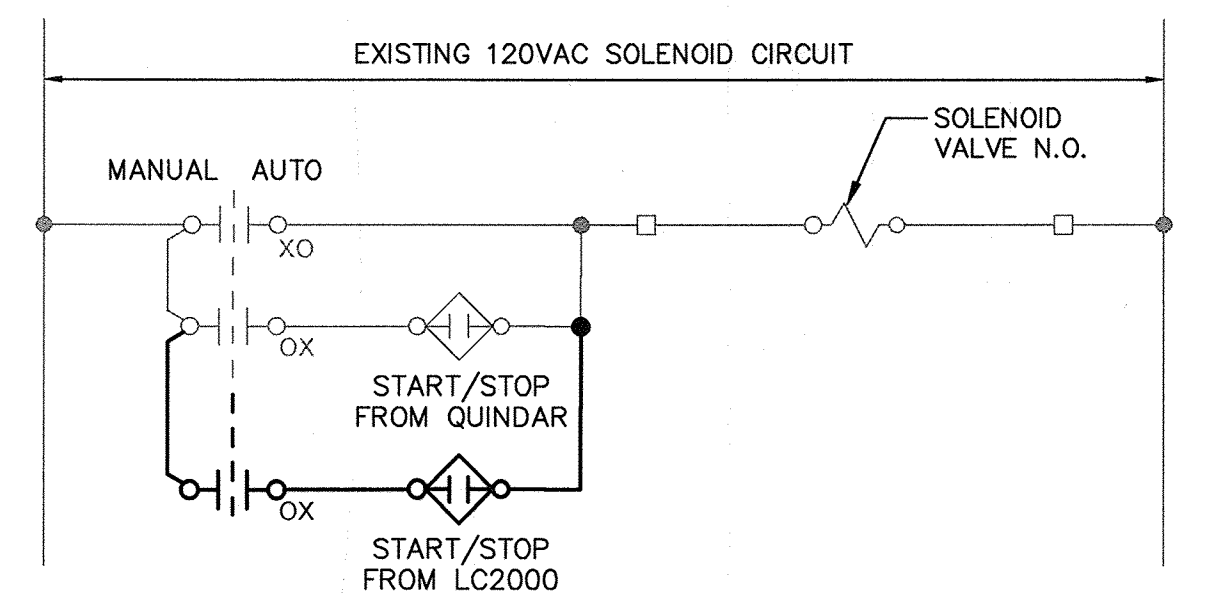 EXISTING 120VAC SOLENOID CIRCUIT
SOLENOID
VALVE N.O.
MANUAL AUTO
XO
OX
START/STOP
FROM QUINDAR
OX
START/STOP
FROM LC2000